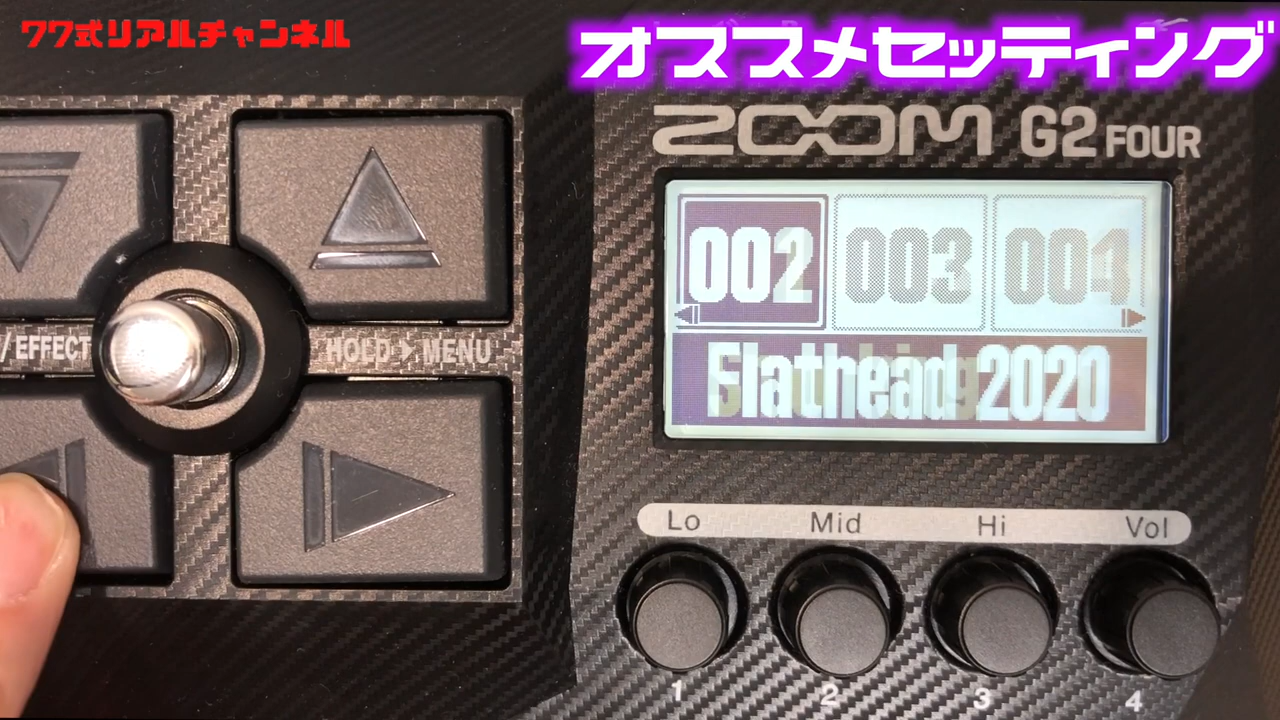 ワワ式リアルチャンネル
オススメセッティング
ZOOM G2 FOUR
002 003 004
Flathead 2020
/EFFECT
HOLD MENU
Lo Mid Hi Vol
1 2 3 4